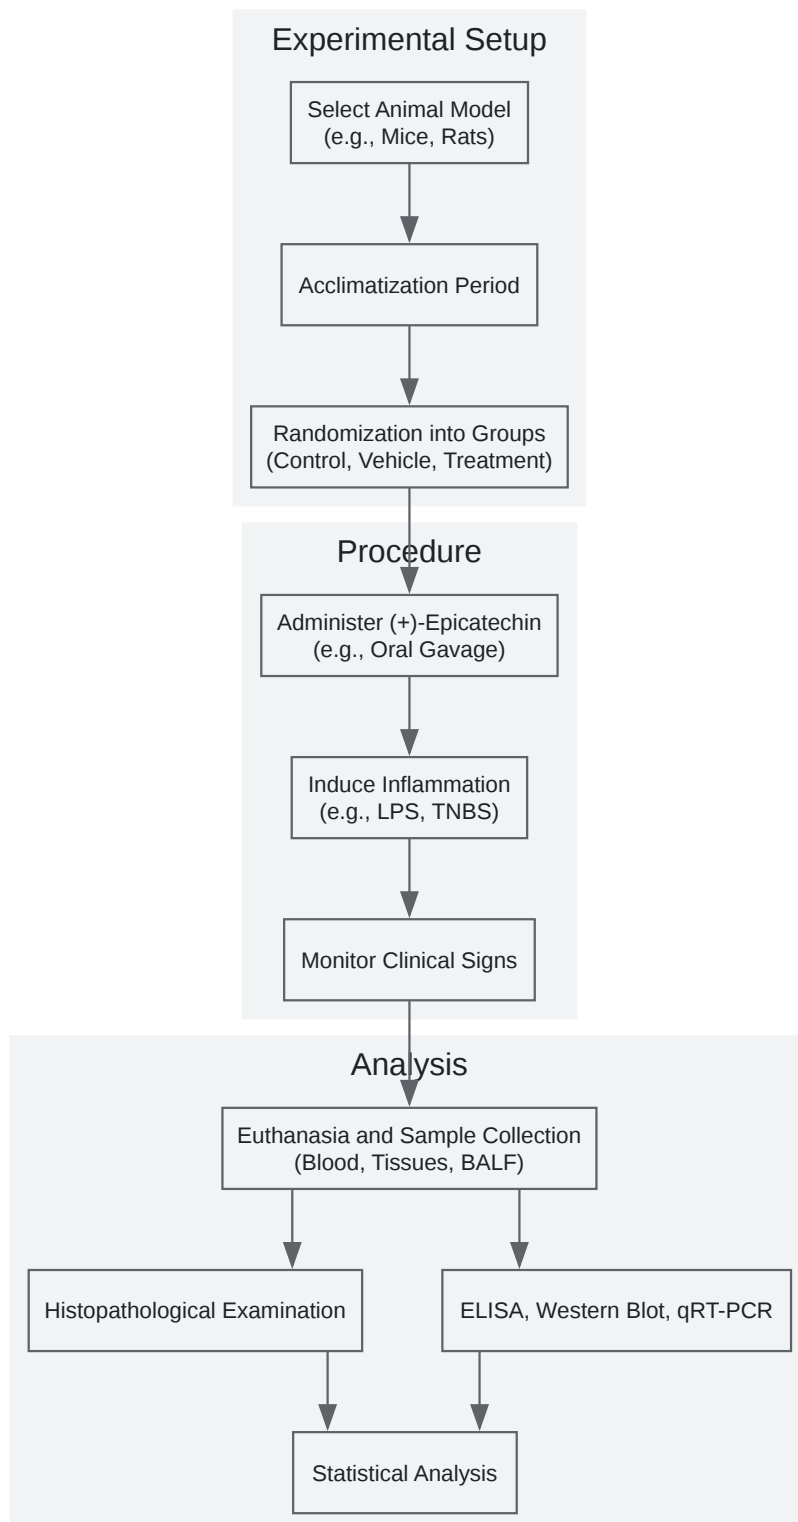 Experimental Setup
Select Animal Model
(e.g., Mice, Rats)
Acclimatization Period
Randomization into Groups
(Control, Vehicle, Treatment)
Procedure
Administer (+)-Epicatechin
(e.g., Oral Gavage)
Induce Inflammation
(e.g., LPS, TNBS)
Monitor Clinical Signs
Analysis
Euthanasia and Sample Collection
(Blood, Tissues, BALF)
Histopathological Examination
ELISA, Western Blot, qRT-PCR
Statistical Analysis